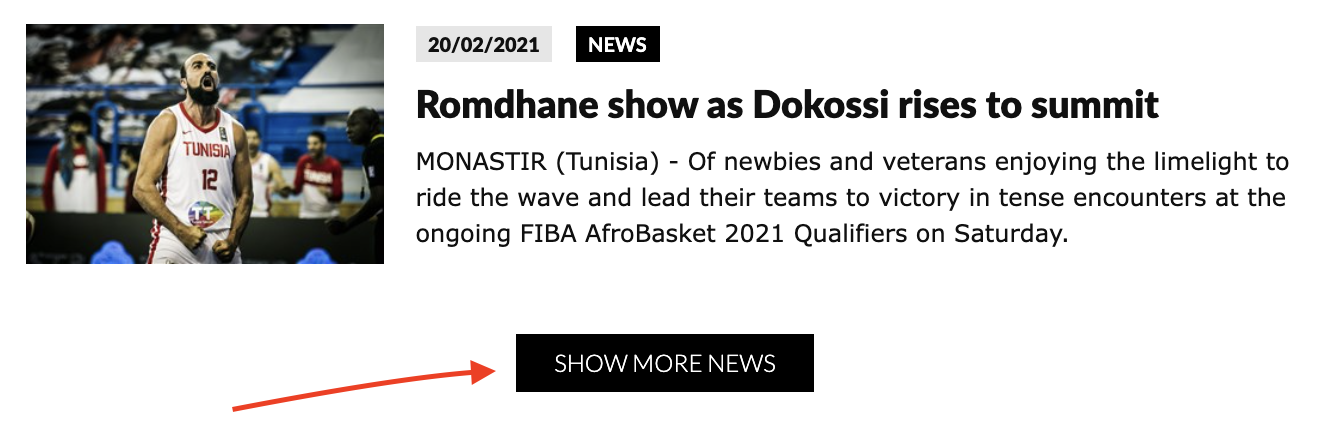 20/02/2021 NEWS
Romdhane show as Dokossi rises to summit
MONASTIR (Tunisia) - Of newbies and veterans enjoying the limelight to
ride the wave and lead their teams to victory in tense encounters at the
ongoing FIBA AfroBasket 2021 Qualifiers on Saturday.
TUNISIA
12
TT
SHOW MORE NEWS